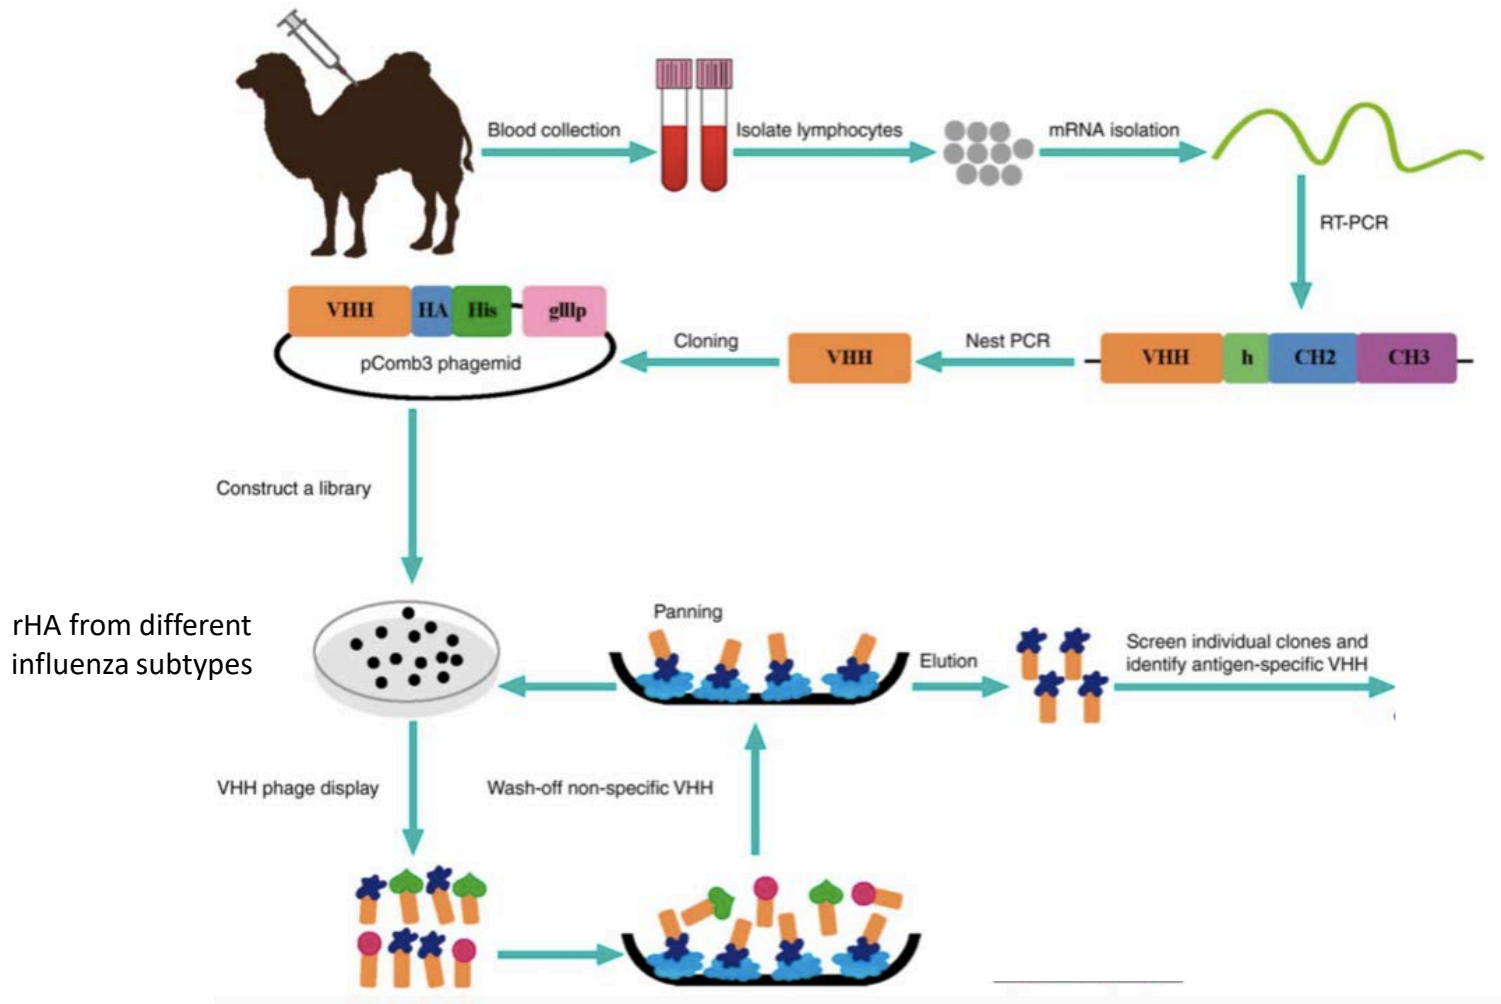 Blood collection
Isolate lymphocytes
mRNA isolation
RT-PCR
VHH
h
CH2
CH3
Nest PCR
VHH
Cloning
VHH
HA
His
glllp
pComb3 phagemid
Construct a library
rHA from different
influenza subtypes
Panning
Elution
Screen individual clones and
identify antigen-specific VHH
VHH phage display
Wash-off non-specific VHH